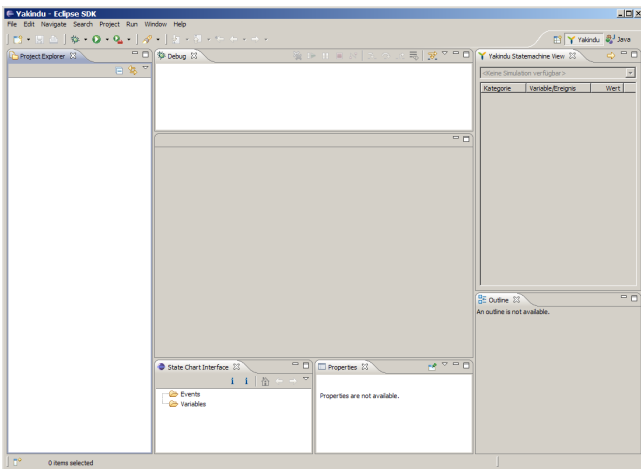 Yakindu - Eclipse SDK
File Edit Navigate Search Project Run Window Help
Yakindu Java
Project Explorer
Debug
Yakindu Statemachine View
<Keine Simulation verfügbar>
Kategorie Variable/Ereignis Wert
Outline
An outline is not available.
State Chart Interface
Properties
Events
Variables
Properties are not available.
0 items selected